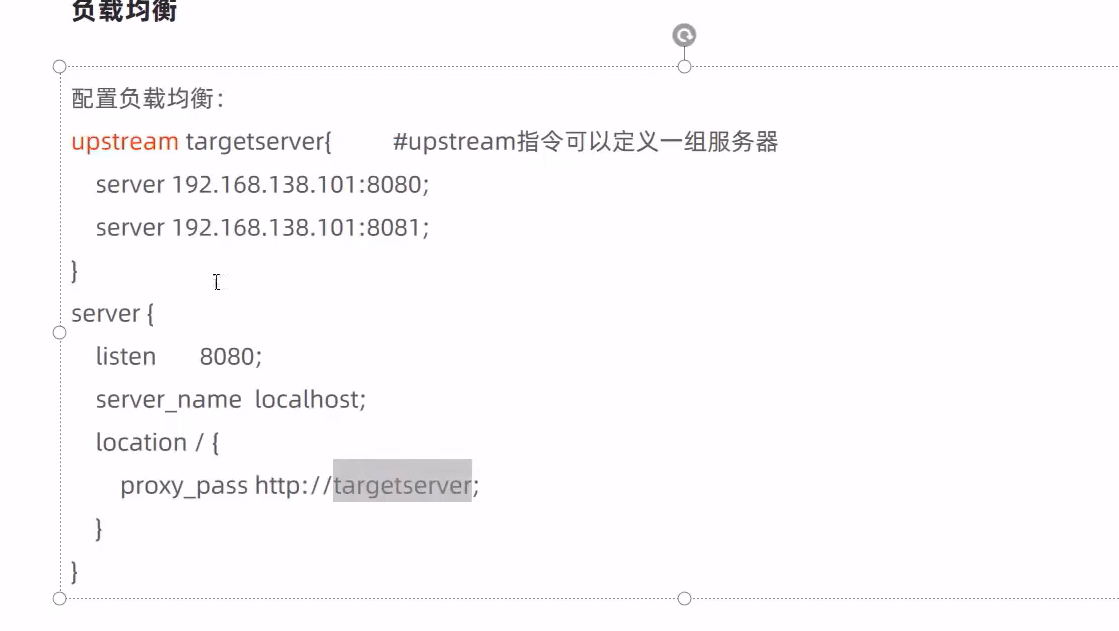 负载均衡
配置负载均衡：
upstream targetserver{ #upstream指令可以定义一组服务器
server 192.168.138.101:8080;
server 192.168.138.101:8081;
}
server {
listen 8080;
server_name localhost;
location / {
proxy_pass http://targetserver;
}
}